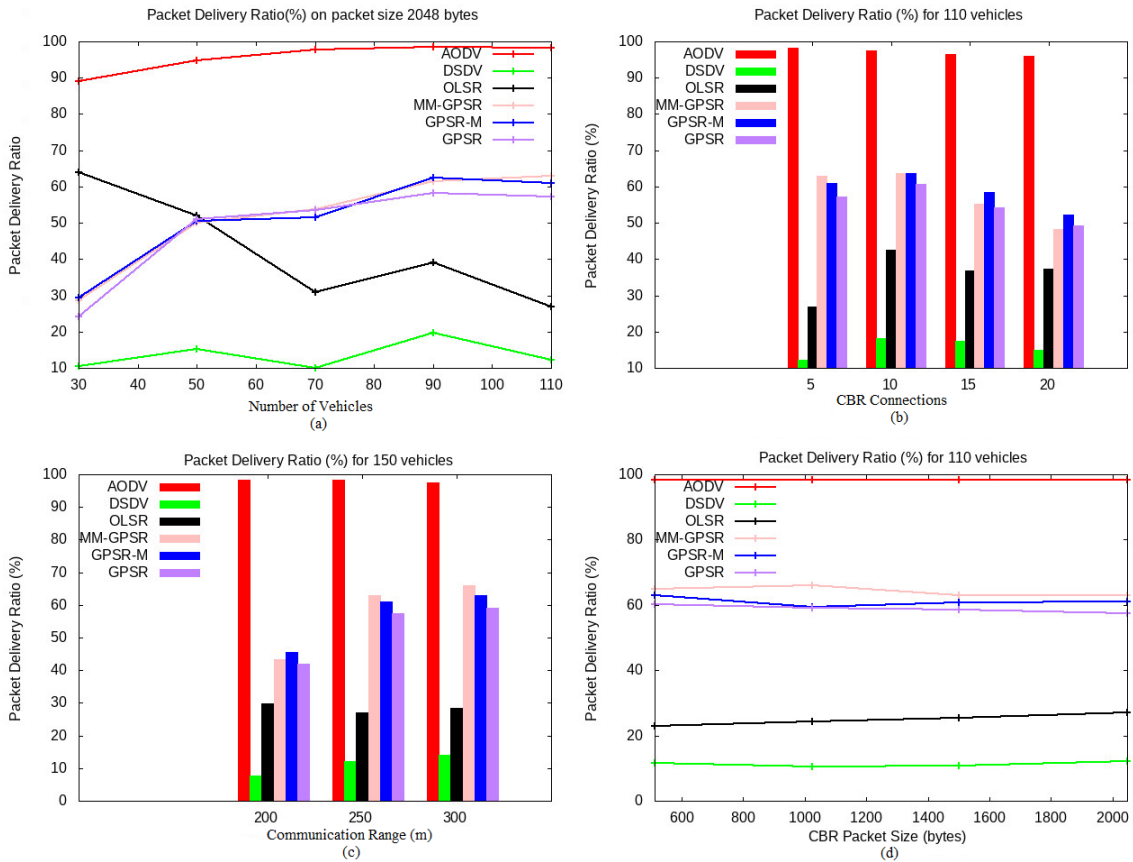 Packet Delivery Ratio(%) on packet size 2048 bytes
Packet Delivery Ratio
100
90
80
70
60
50
40
30
20
10
AODV
DSDV
OLSR
MM-GPSR
GPSR-M
GPSR
30 40 50 60 70 80 90 100 110
Number of Vehicles
(a)
Packet Delivery Ratio (%) for 110 vehicles
Packet Delivery Ratio (%)
100
90
80
70
60
50
40
30
20
10
AODV
DSDV
OLSR
MM-GPSR
GPSR-M
GPSR
5 10 15 20
CBR Connections
(b)
Packet Delivery Ratio (%) for 150 vehicles
Packet Delivery Ratio (%)
100
90
80
70
60
50
40
30
20
10
0
AODV
DSDV
OLSR
MM-GPSR
GPSR-M
GPSR
200 250 300
Communication Range (m)
(c)
Packet Delivery Ratio (%) for 110 vehicles
Packet Delivery Ratio (%)
100
80
60
40
20
0
AODV
DSDV
OLSR
MM-GPSR
GPSR-M
GPSR
600 800 1000 1200 1400 1600 1800 2000
CBR Packet Size (bytes)
(d)